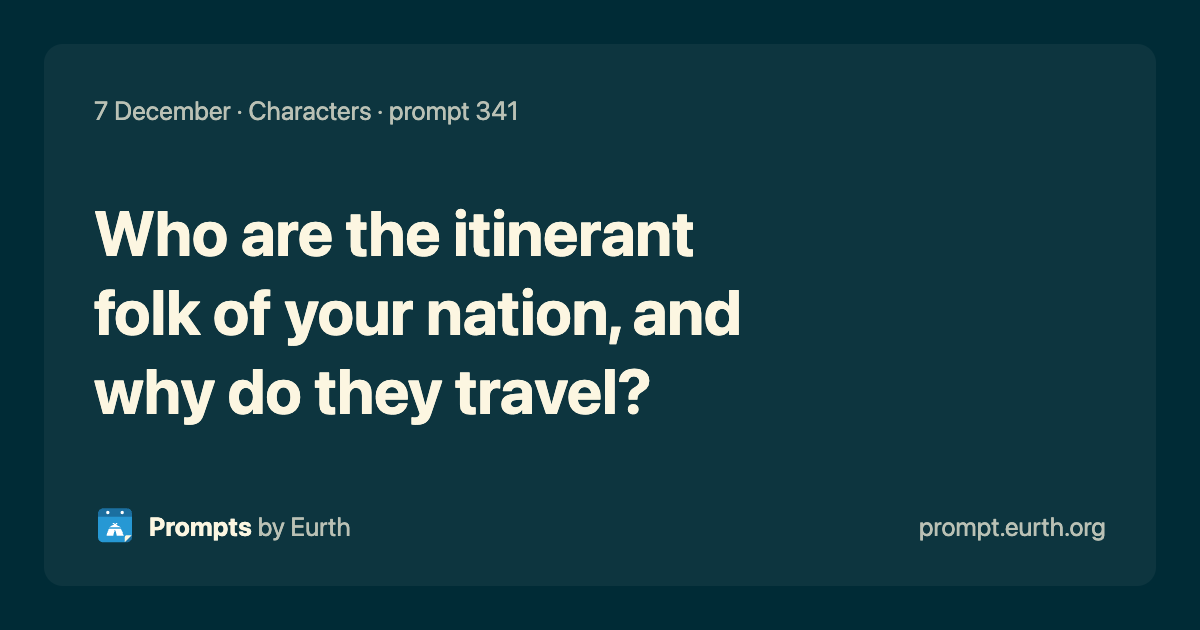 7 December · Characters · prompt 341
Who are the itinerant
folk of your nation, and
why do they travel?
Prompts by Eurth
prompt.eurth.org